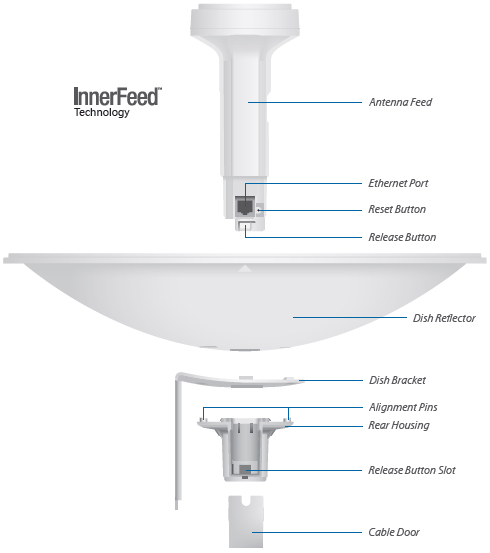 InnerFeed™
Technology
Antenna Feed
Ethernet Port
Reset Button
Release Button
Dish Reflector
Dish Bracket
Alignment Pins
Rear Housing
Release Button Slot
Cable Door